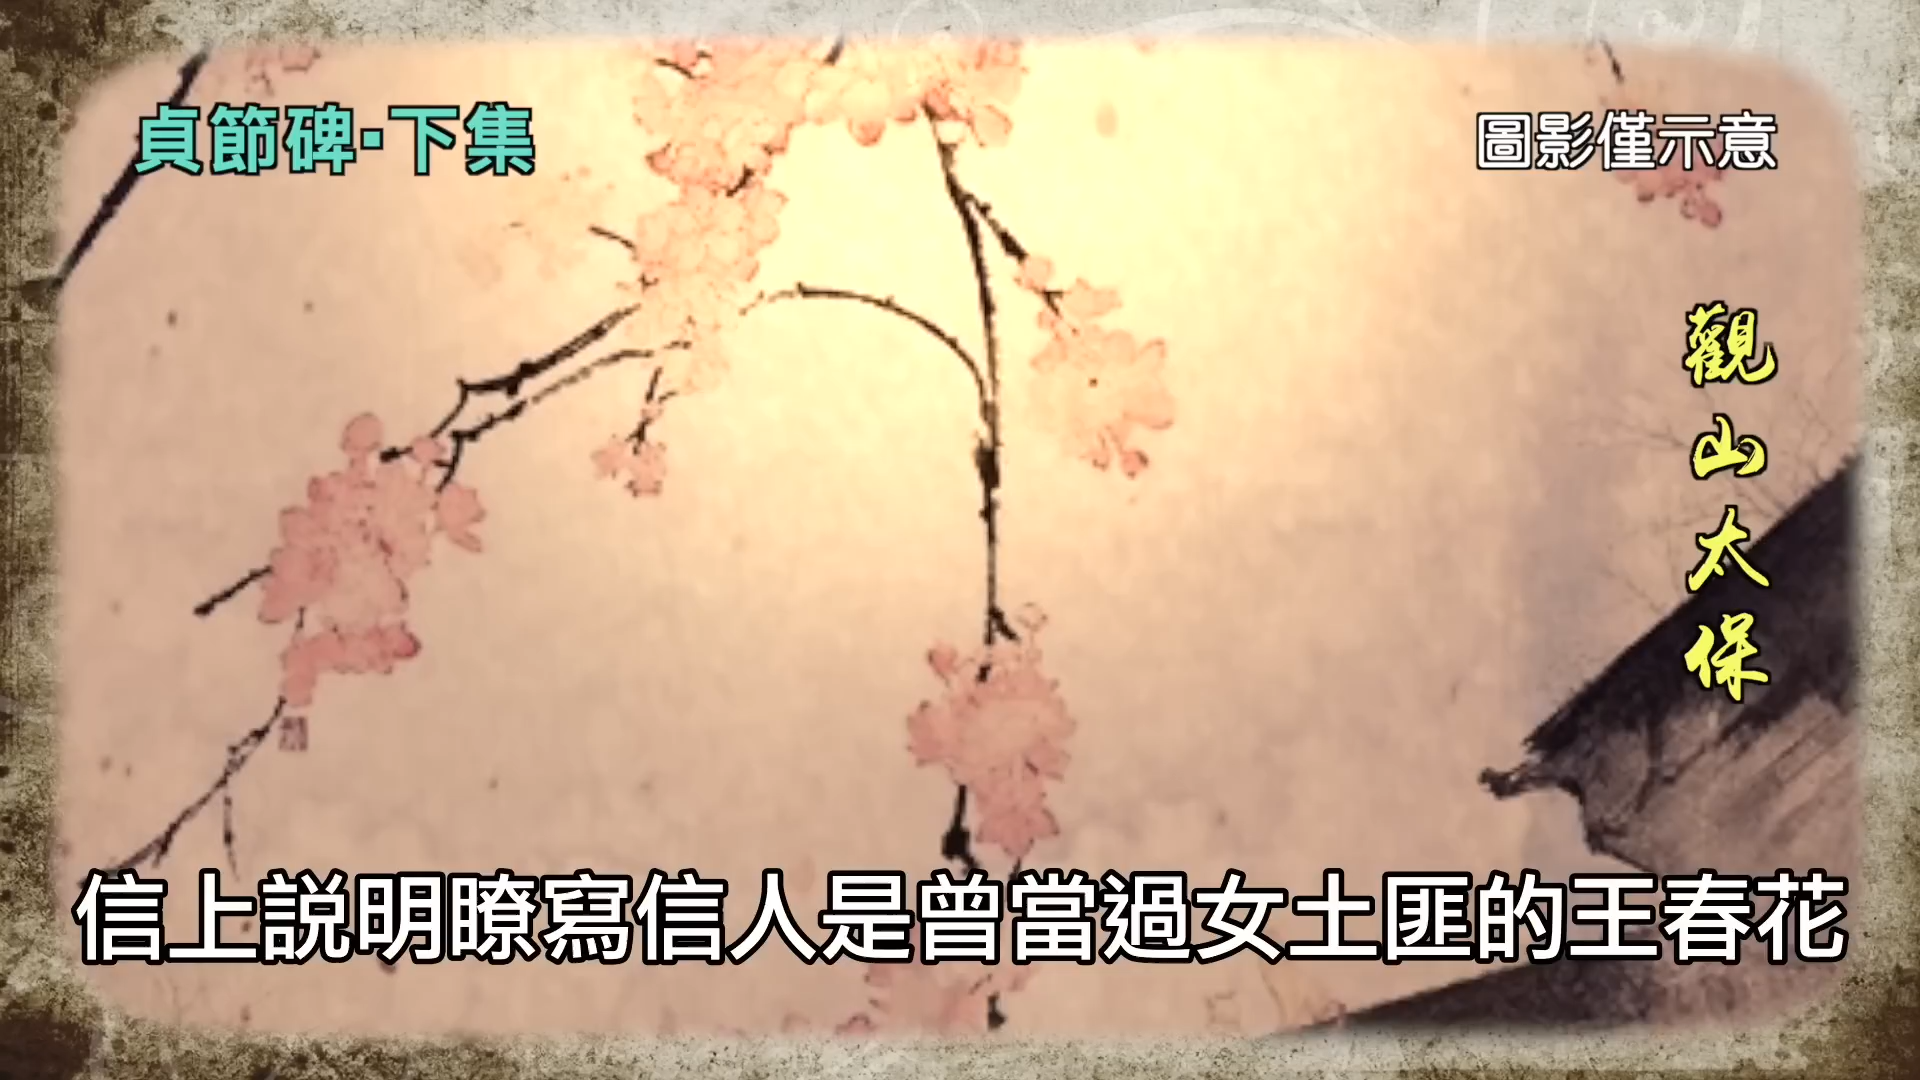 貞節碑·下集
圖影僅示意
觀山太保
信上説明瞭寫信人是曾當過女土匪的王春花